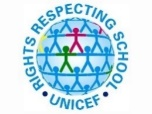 RIGHTS RESPECTING SCHOOL
• UNICEF •